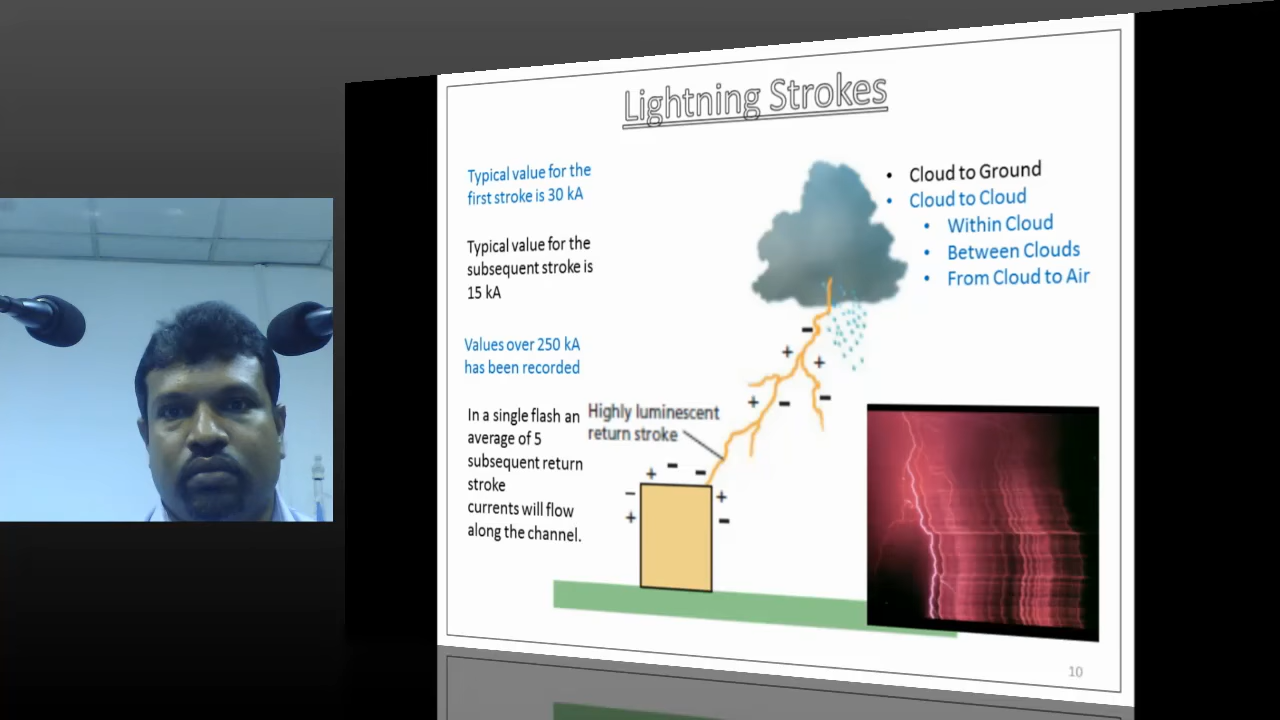 Lightning Strokes
Typical value for the
first stroke is 30 kA
Typical value for the
subsequent stroke is
15 kA
Values over 250 kA
has been recorded
In a single flash an
average of 5
subsequent return
stroke
currents will flow
along the channel.
Highly luminescent
return stroke
• Cloud to Ground
• Cloud to Cloud
• Within Cloud
• Between Clouds
• From Cloud to Air
10